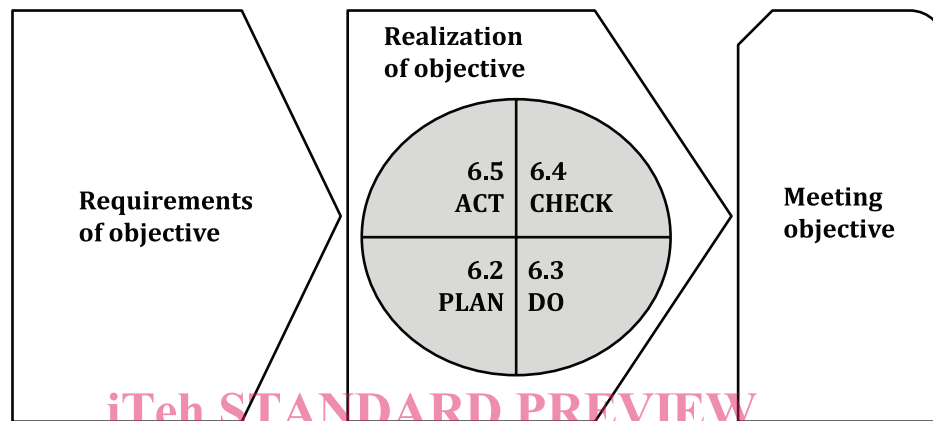 Requirements
of objective
Realization
of objective
6.5
ACT
6.4
CHECK
6.2
PLAN
6.3
DO
Meeting
objective
iTeh STANDARD PREVIEW